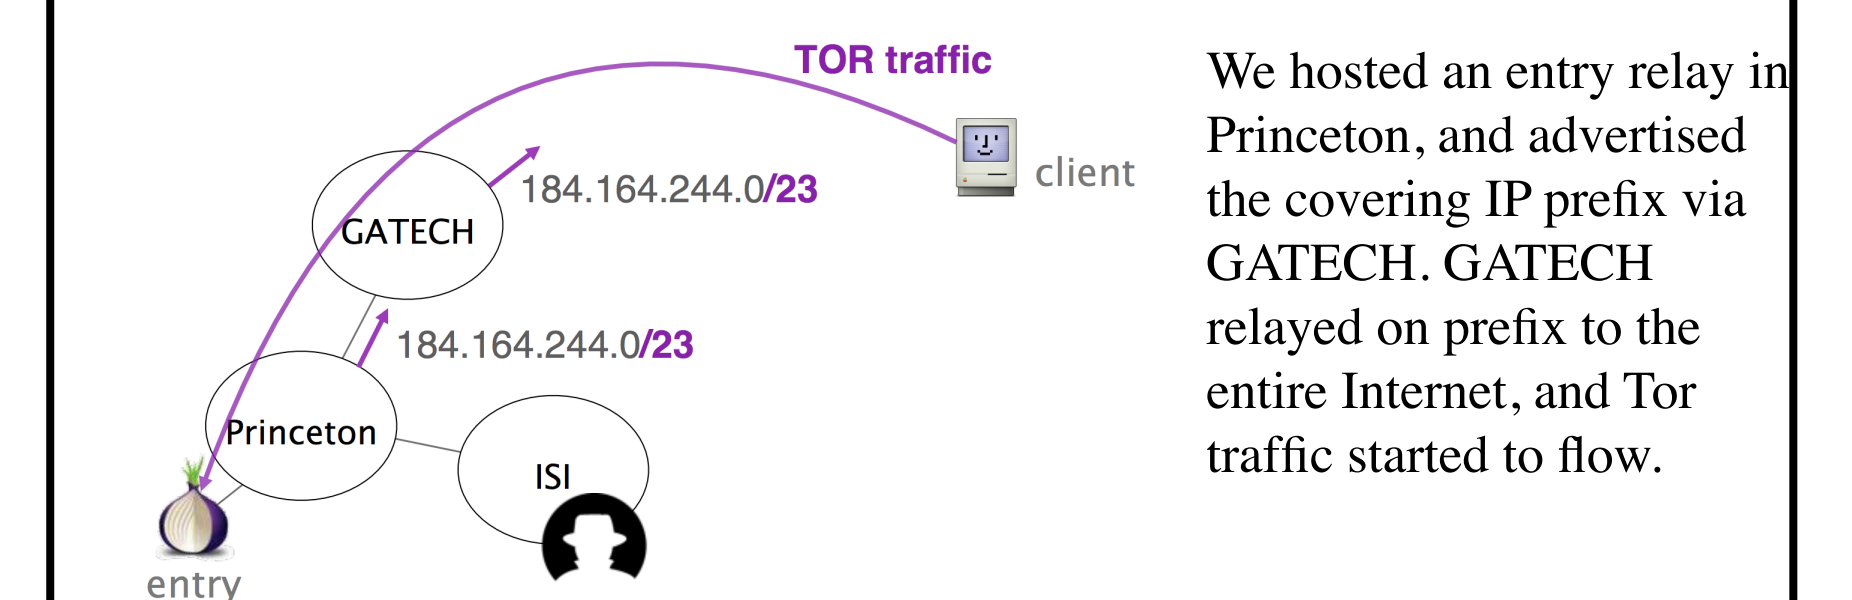 TOR traffic
client
184.164.244.0/23
GATECH
184.164.244.0/23
Princeton
ISI
entry
We hosted an entry relay in
Princeton, and advertised
the covering IP prefix via
GATECH. GATECH
relayed on prefix to the
entire Internet, and Tor
traffic started to flow.